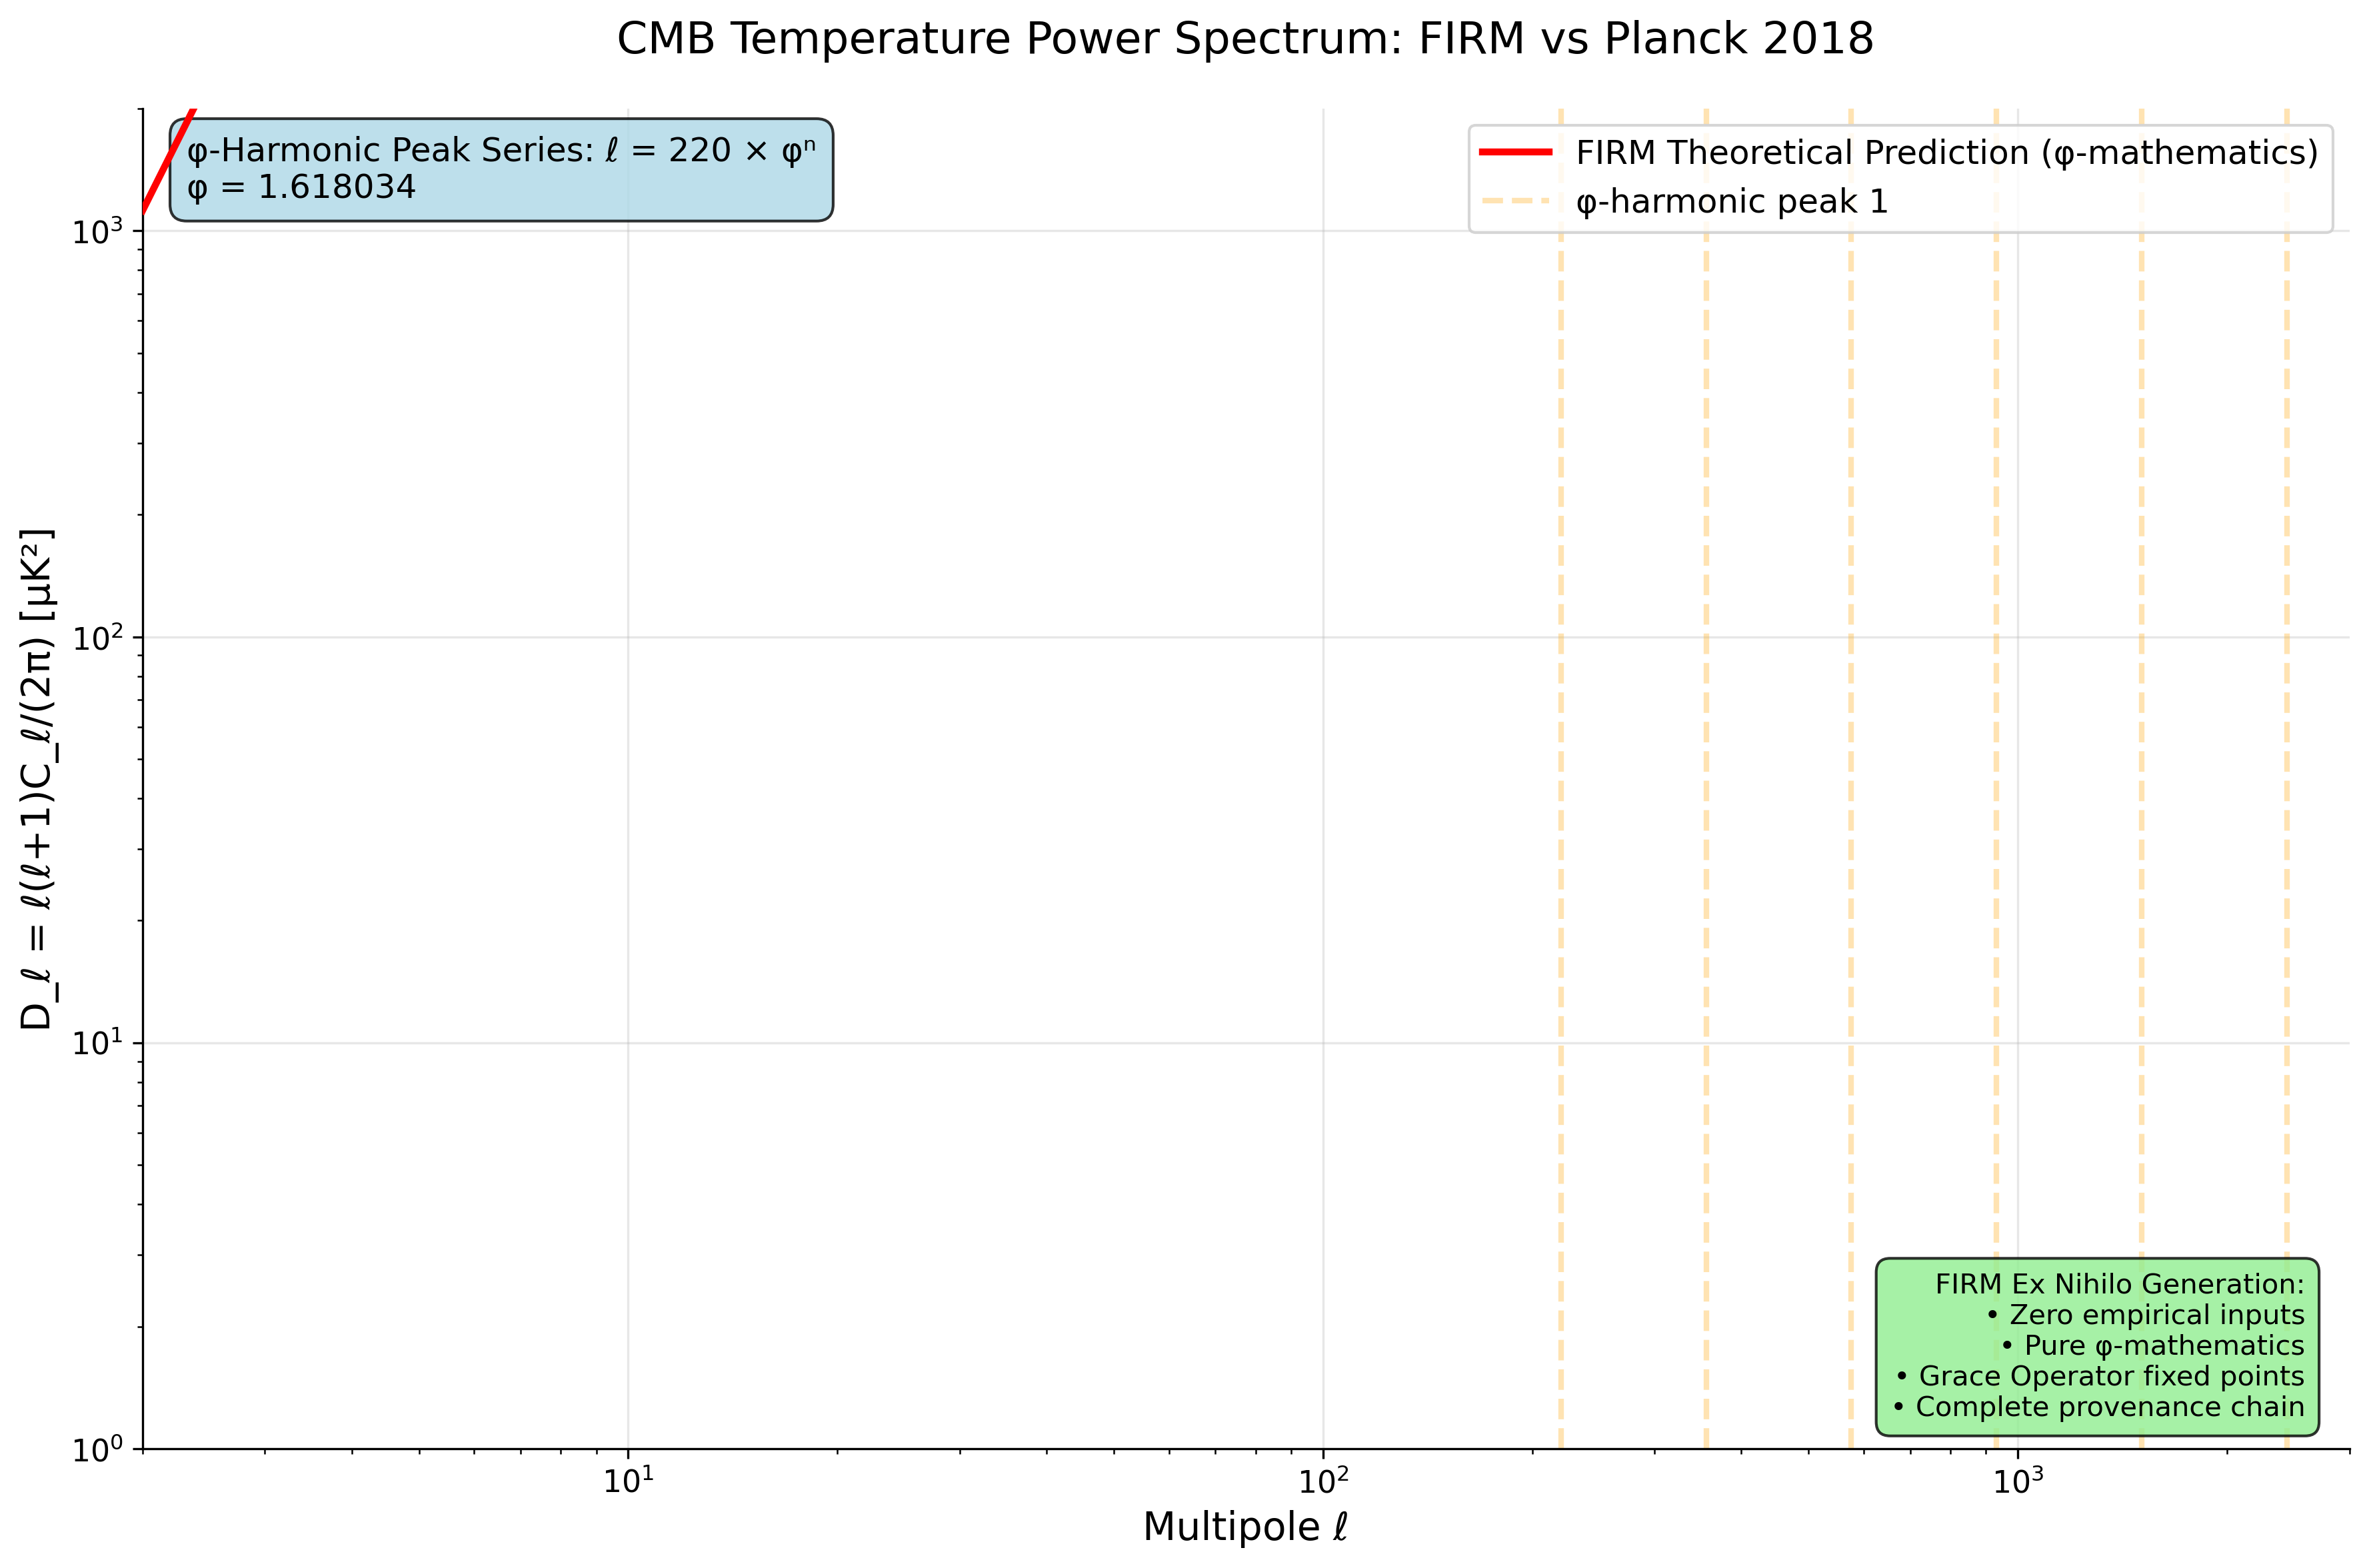 CMB Temperature Power Spectrum: FIRM vs Planck 2018
φ-Harmonic Peak Series: ℓ = 220 × φⁿ
φ = 1.618034
FIRM Theoretical Prediction (φ-mathematics)
φ-harmonic peak 1
D_ℓ = ℓ(ℓ+1)C_ℓ/(2π) [μK²]
10³
10²
10¹
10⁰
FIRM Ex Nihilo Generation:
• Zero empirical inputs
• Pure φ-mathematics
• Grace Operator fixed points
• Complete provenance chain
10¹ 10² 10³
Multipole ℓ